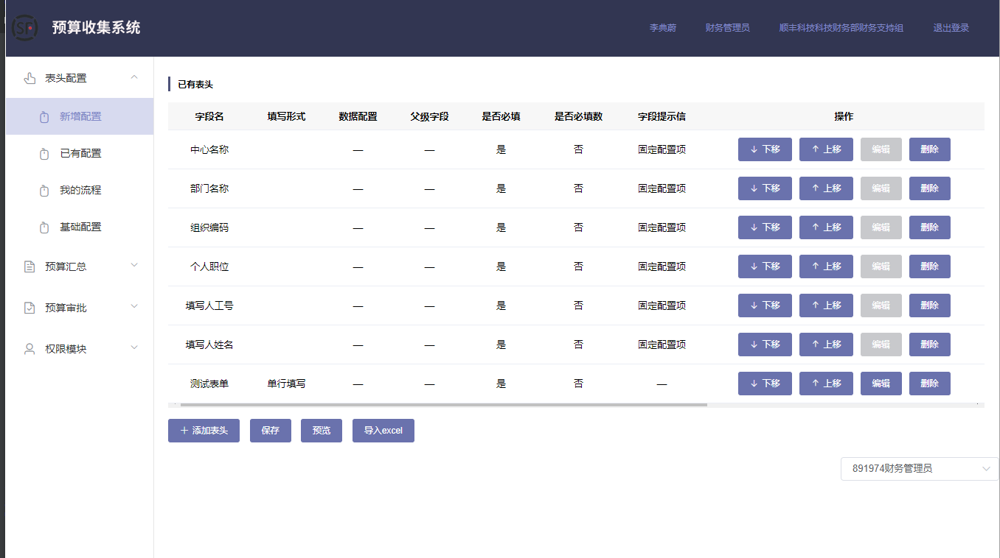 SF 预算收集系统 李典蔚 财务管理员 顺丰科技科技财务部财务支持组 退出登录
表头配置
新增配置
已有配置
我的流程
基础配置
预算汇总
预算审批
权限模块
已有表头
字段名 填写形式 数据配置 父级字段 是否必填 是否必填数 字段提示信 操作
中心名称 — — 是 否 固定配置项 ↓ 下移 ↑ 上移 编辑 删除
部门名称 — — 是 否 固定配置项 ↓ 下移 ↑ 上移 编辑 删除
组织编码 — — 是 否 固定配置项 ↓ 下移 ↑ 上移 编辑 删除
个人职位 — — 是 否 固定配置项 ↓ 下移 ↑ 上移 编辑 删除
填写人工号 — — 是 否 固定配置项 ↓ 下移 ↑ 上移 编辑 删除
填写人姓名 — — 是 否 固定配置项 ↓ 下移 ↑ 上移 编辑 删除
测试表单 单行填写 — — 是 否 — ↓ 下移 ↑ 上移 编辑 删除
+ 添加表头 保存 预览 导入excel
891974财务管理员